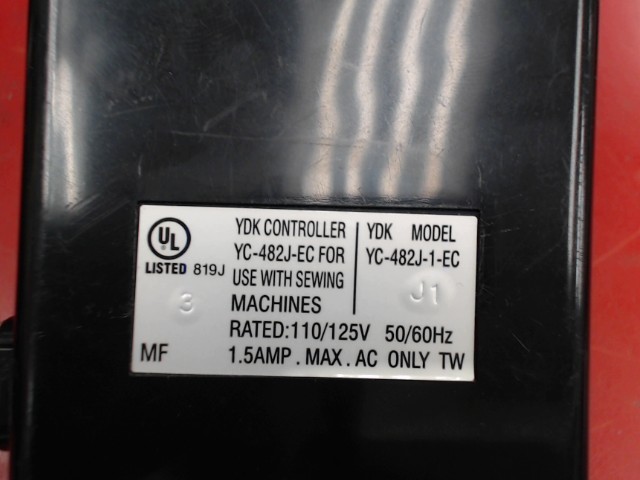 UL
LISTED 819J
3
MF
YDK CONTROLLER
YC-482J-EC FOR
USE WITH SEWING
MACHINES
YDK MODEL
YC-482J-1-EC
J1
RATED:110/125V 50/60Hz
1.5AMP.MAX.AC ONLY TW